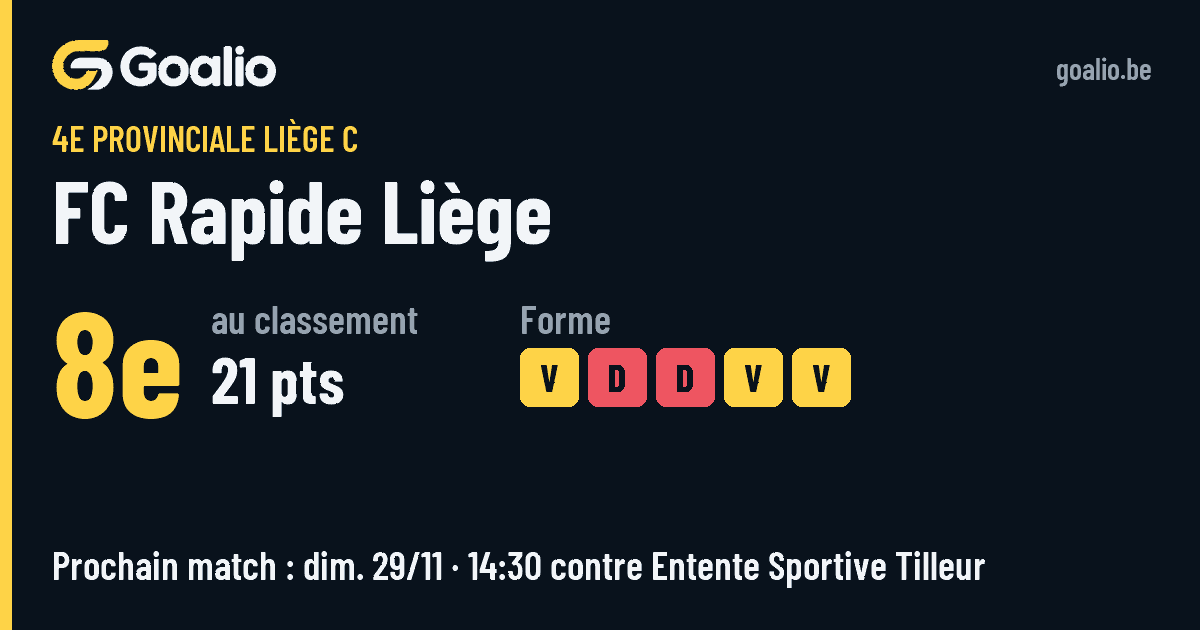 Goalio
goalio.be
4E PROVINCIALE LIÈGE C
FC Rapide Liège
8e
au classement
21 pts
Forme
V D D V V
Prochain match : dim. 29/11 · 14:30 contre Entente Sportive Tilleur